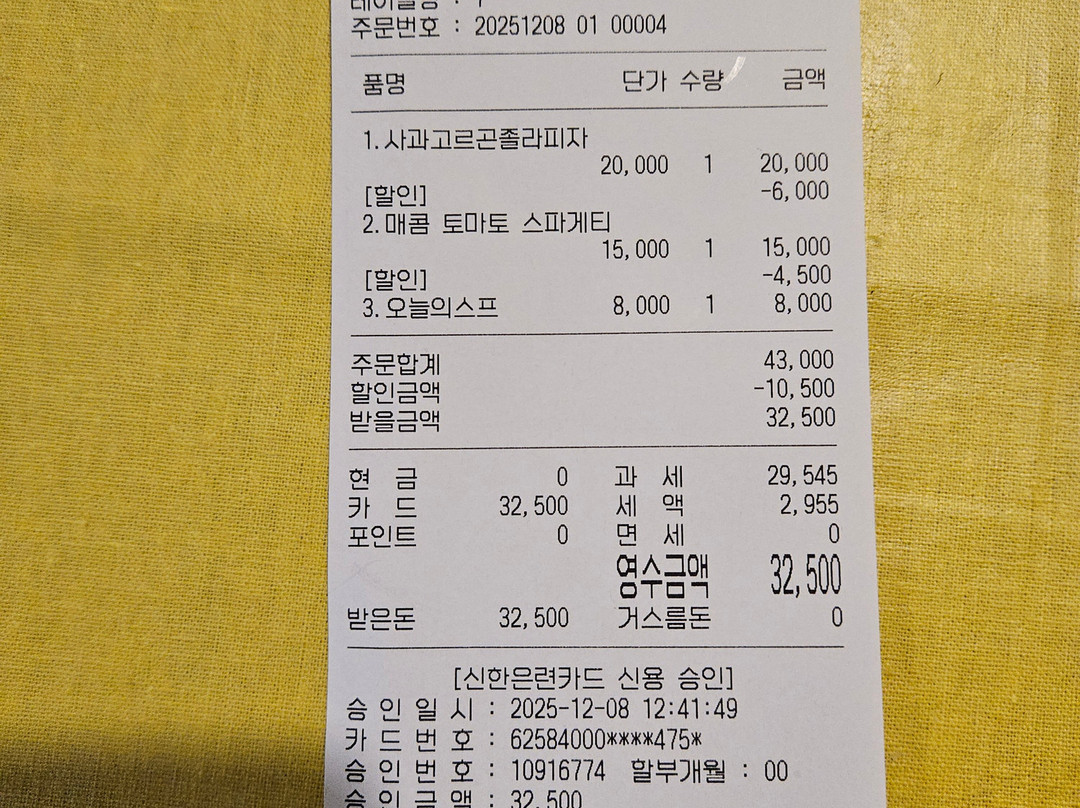 주문번호 : 20251208 01 00004
품명 단가 수량 금액
1.사과고르곤졸라피자
20,000 1 20,000
[할인] -6,000
2.매콤 토마토 스파게티
15,000 1 15,000
[할인] -4,500
3.오늘의스프 8,000 1 8,000
주문합계 43,000
할인금액 -10,500
받을금액 32,500
현 금 0 과 세 29,545
카 드 32,500 세 액 2,955
포인트 0 면 세 0
영수금액 32,500
받은돈 32,500 거스름돈 0
[신한은련카드 신용 승인]
승 인 일 시 : 2025-12-08 12:41:49
카 드 번 호 : 62584000****475*
승 인 번 호 : 10916774 할부개월 : 00
승 인 금 액 : 32,500